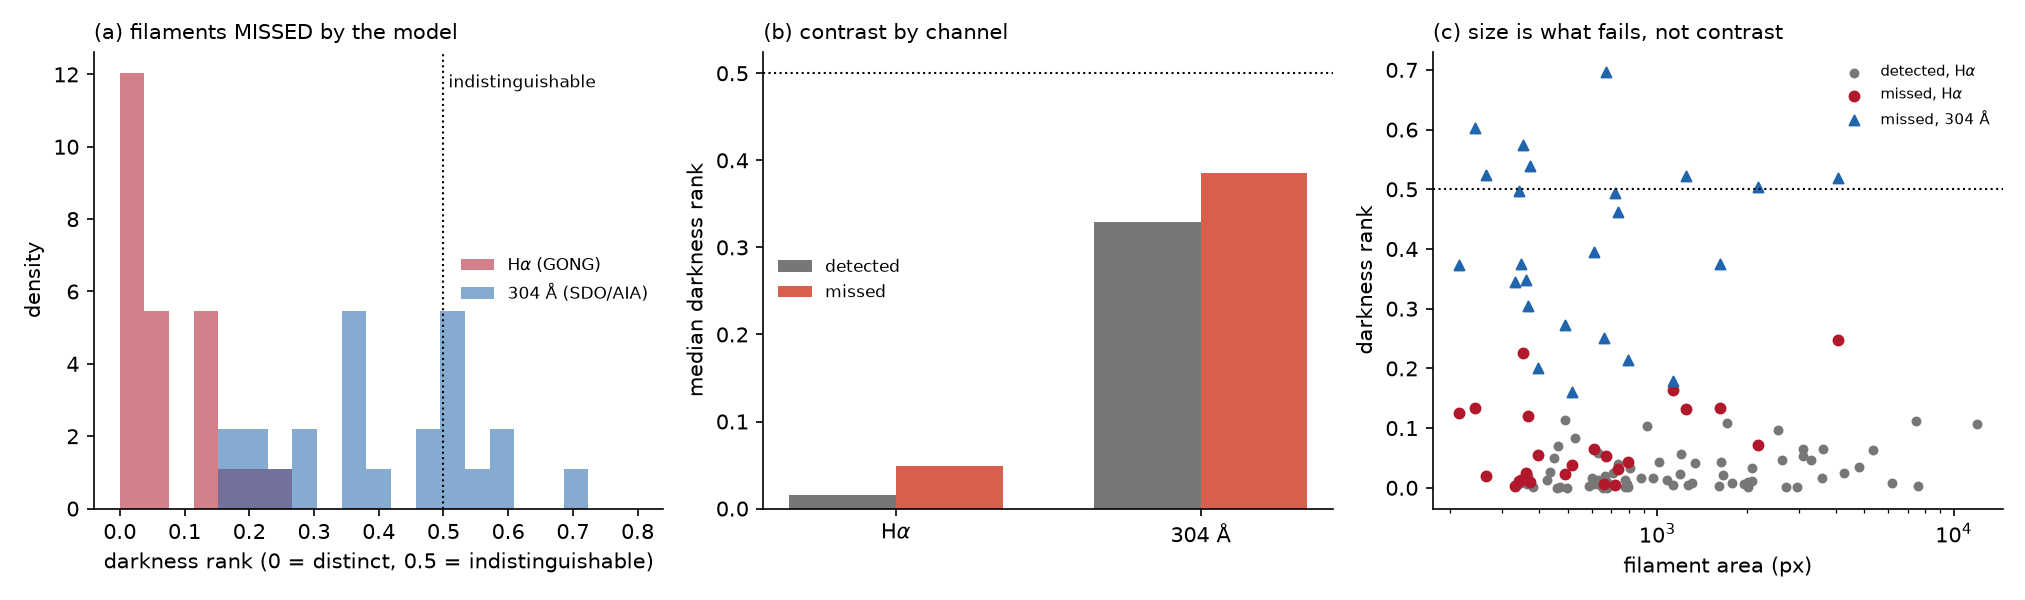 (a) filaments MISSED by the model
12
10
8
6
4
2
0
density
indistinguishable
Hα (GONG)
304 Å (SDO/AIA)
0.0 0.1 0.2 0.3 0.4 0.5 0.6 0.7 0.8
darkness rank (0 = distinct, 0.5 = indistinguishable)
(b) contrast by channel
0.5
0.4
0.3
0.2
0.1
0.0
median darkness rank
detected
missed
Hα 304 Å
(c) size is what fails, not contrast
0.7
0.6
0.5
0.4
0.3
0.2
0.1
0.0
darkness rank
detected, Hα
missed, Hα
missed, 304 Å
10³ 10⁴
filament area (px)